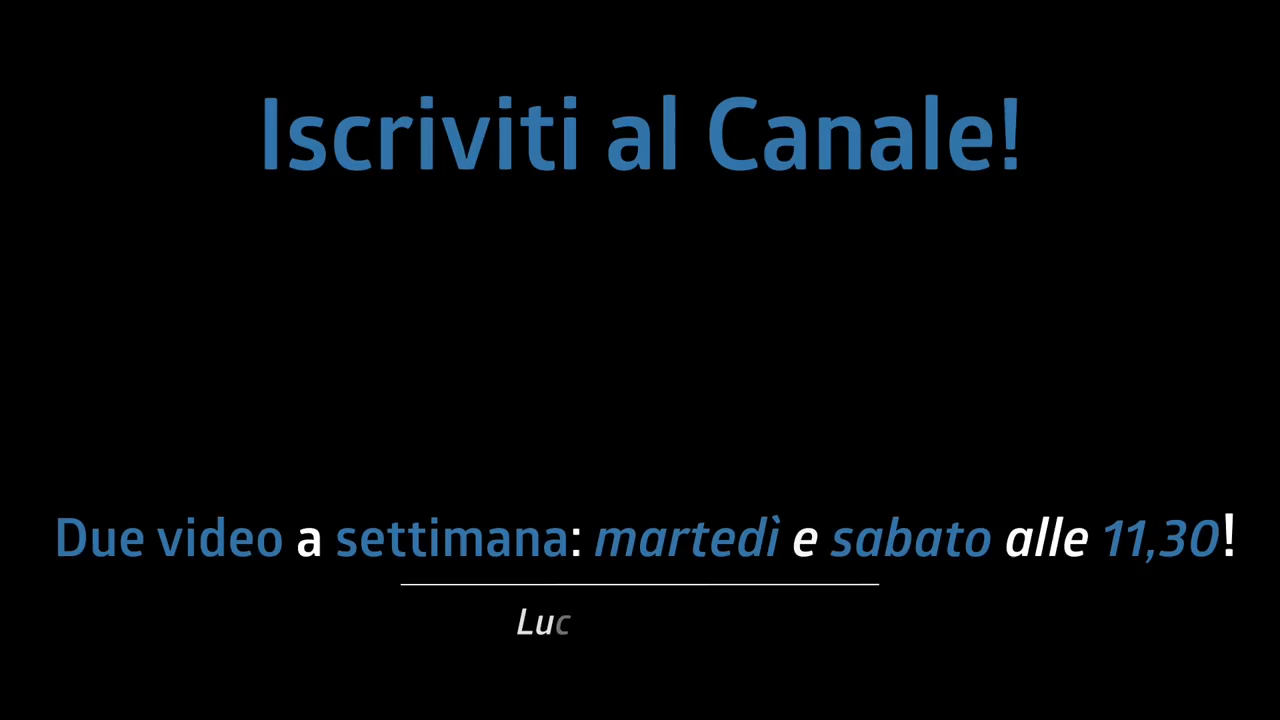 Iscriviti al Canale!
Due video a settimana: martedì e sabato alle 11,30!
Luc